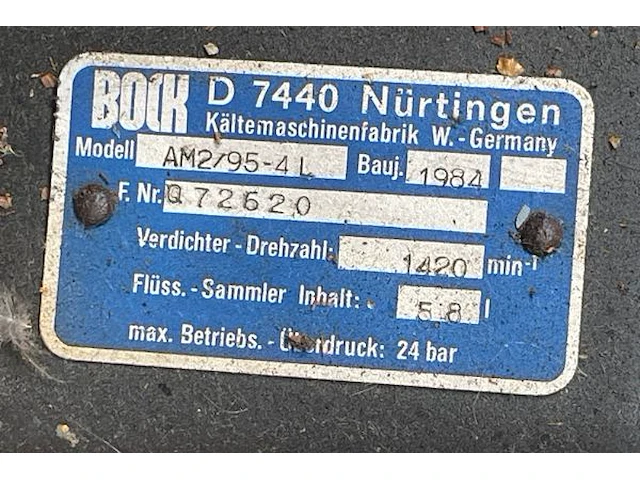 BOCK D 7440 Nürtingen
Kältemaschinenfabrik W.-Germany
Modell AM2/95-4L Bauj. 1984
F. Nr. Q72620
Verdichter-Drehzahl: 1420 min-1
Flüss.-Sammler Inhalt: 5.8 l
max. Betriebs.-Überdruck: 24 bar